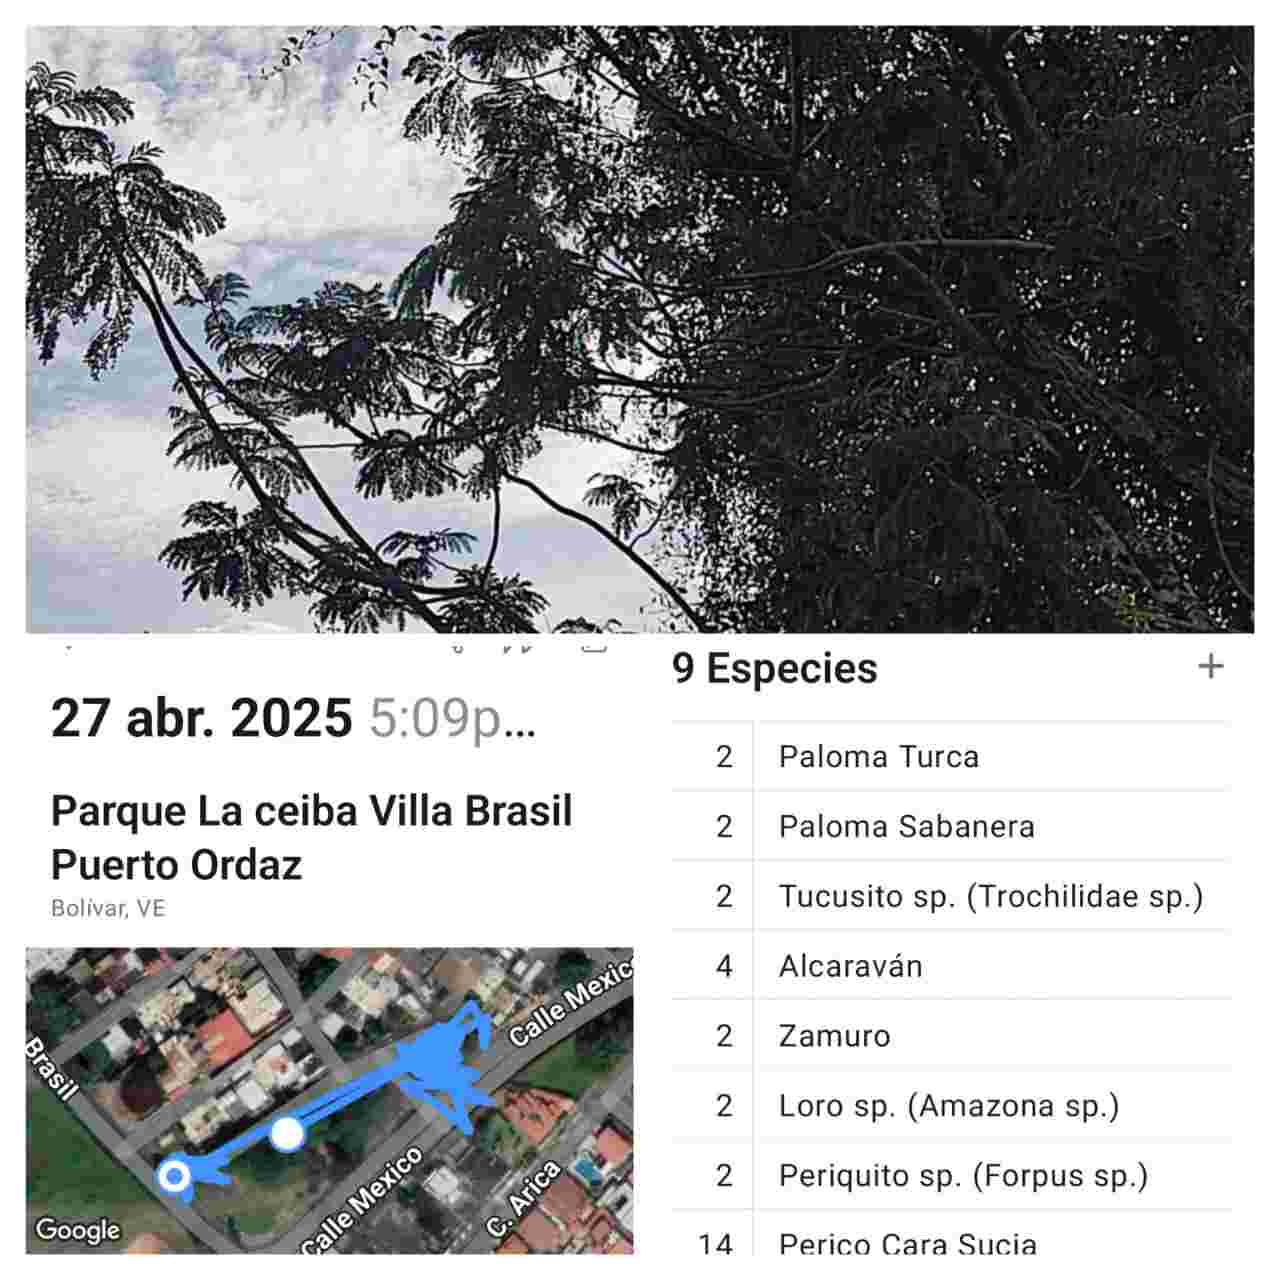 27 abr. 2025 5:09p...
Parque La ceiba Villa Brasil
Puerto Ordaz
Bolívar, VE
Brasil
Calle Mexico
Calle Mexico
C. Arica
Google
9 Especies +
2 Paloma Turca
2 Paloma Sabanera
2 Tucusito sp. (Trochilidae sp.)
4 Alcaraván
2 Zamuro
2 Loro sp. (Amazona sp.)
2 Periquito sp. (Forpus sp.)
14 Perico Cara Sucia